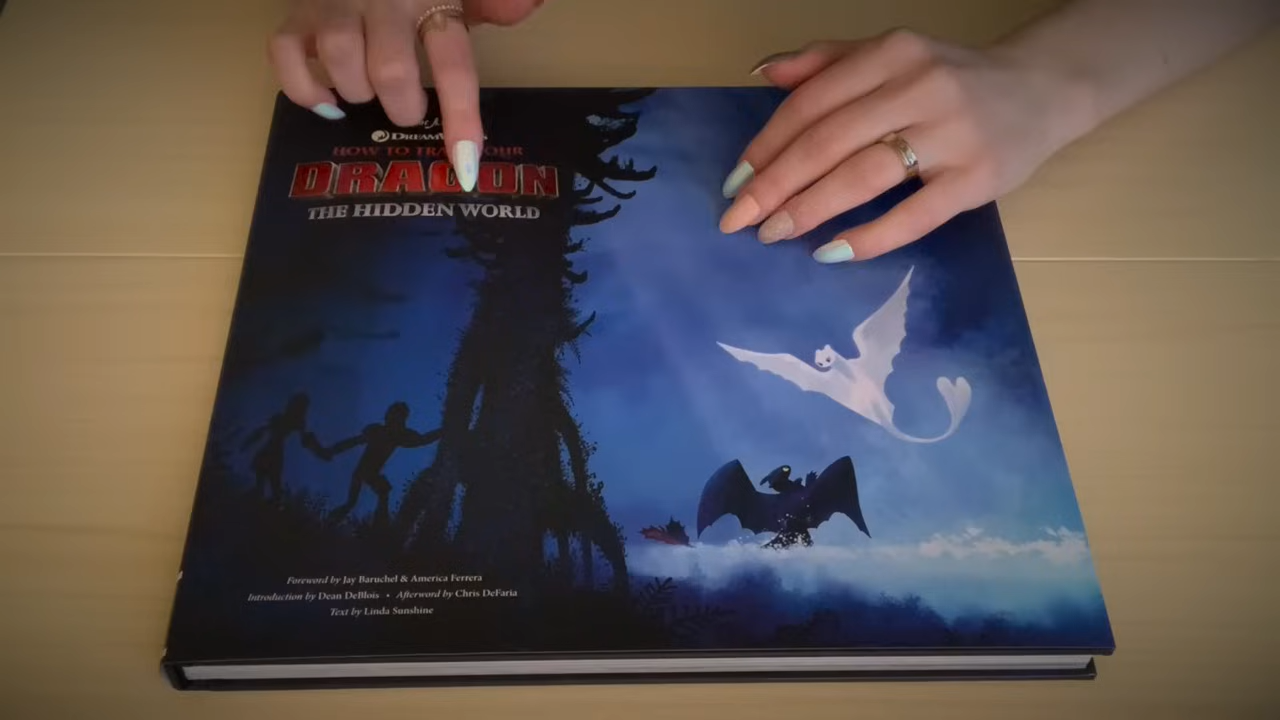 HOW TO
DRAGON
THE HIDDEN WORLD
Foreword by Jay Baruchel & America Ferrera
Introduction by Dean DeBlois • Afterword by Chris DeFaria
Text by Linda Sunshine